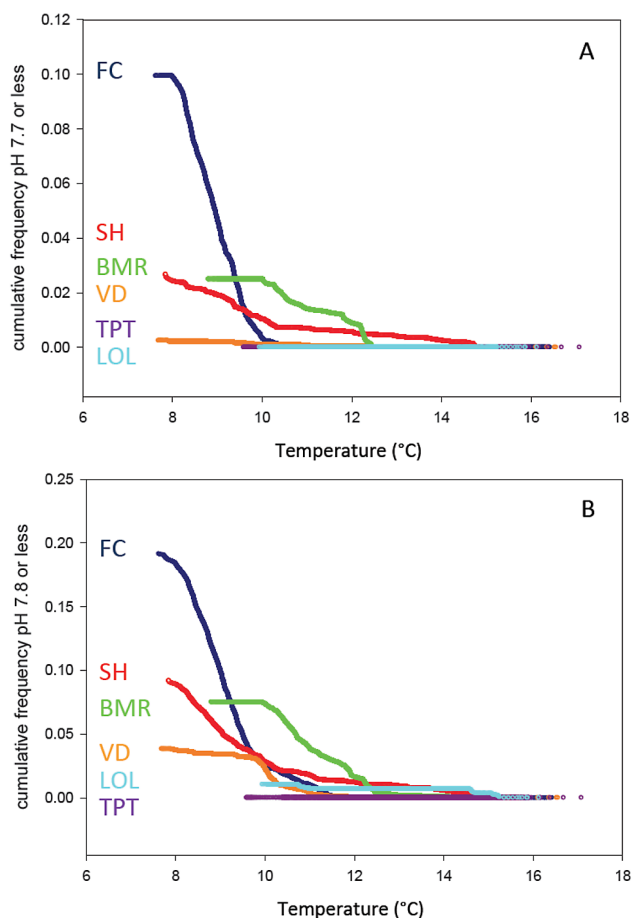 A
0.12
0.10
0.08
0.06
0.04
0.02
0.00
cumulative frequency pH 7.7 or less
FC
SH
BMR
VD
TPT
LOL
6 8 10 12 14 16 18
Temperature (°C)
B
0.25
0.20
0.15
0.10
0.05
0.00
cumulative frequency pH 7.8 or less
FC
SH
BMR
VD
LOL
TPT
6 8 10 12 14 16 18
Temperature (°C)